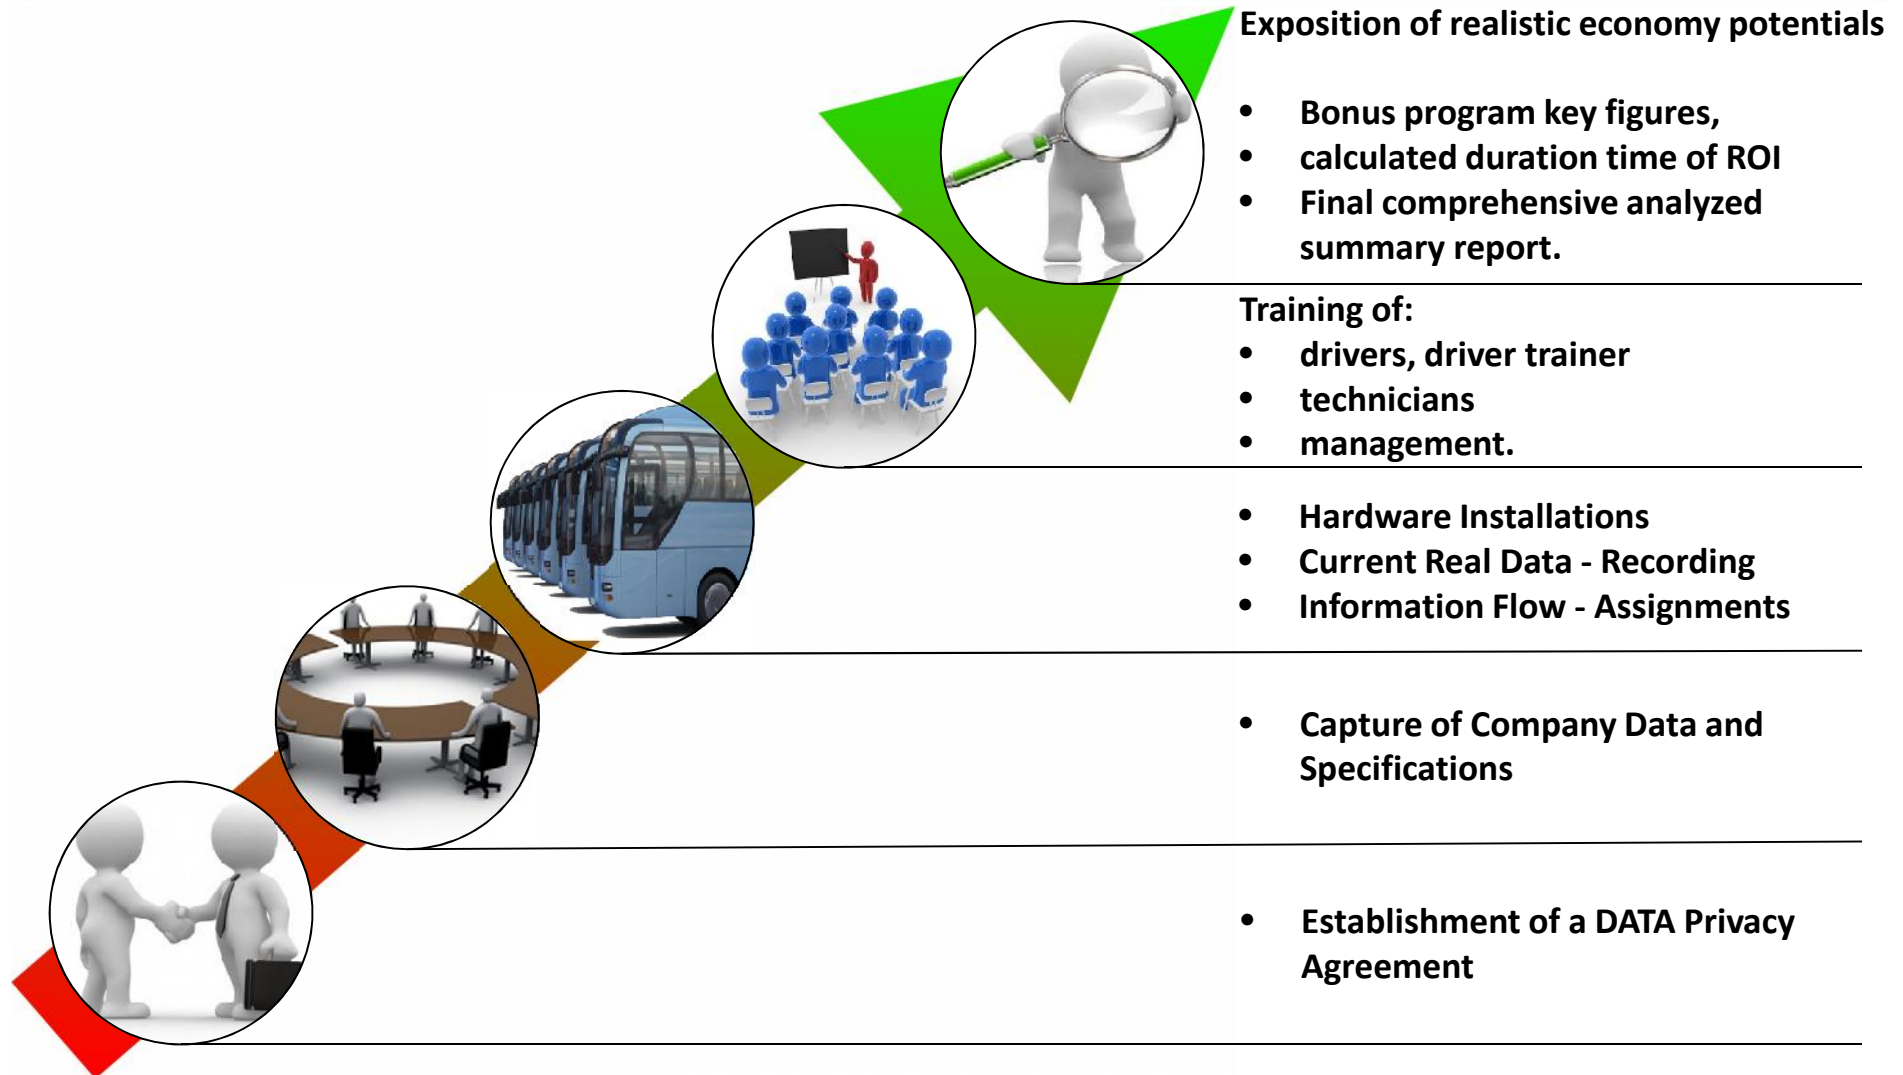 Exposition of realistic economy potentials
• Bonus program key figures,
• calculated duration time of ROI
• Final comprehensive analyzed
summary report.
Training of:
• drivers, driver trainer
• technicians
• management.
• Hardware Installations
• Current Real Data - Recording
• Information Flow - Assignments
• Capture of Company Data and
Specifications
• Establishment of a DATA Privacy
Agreement